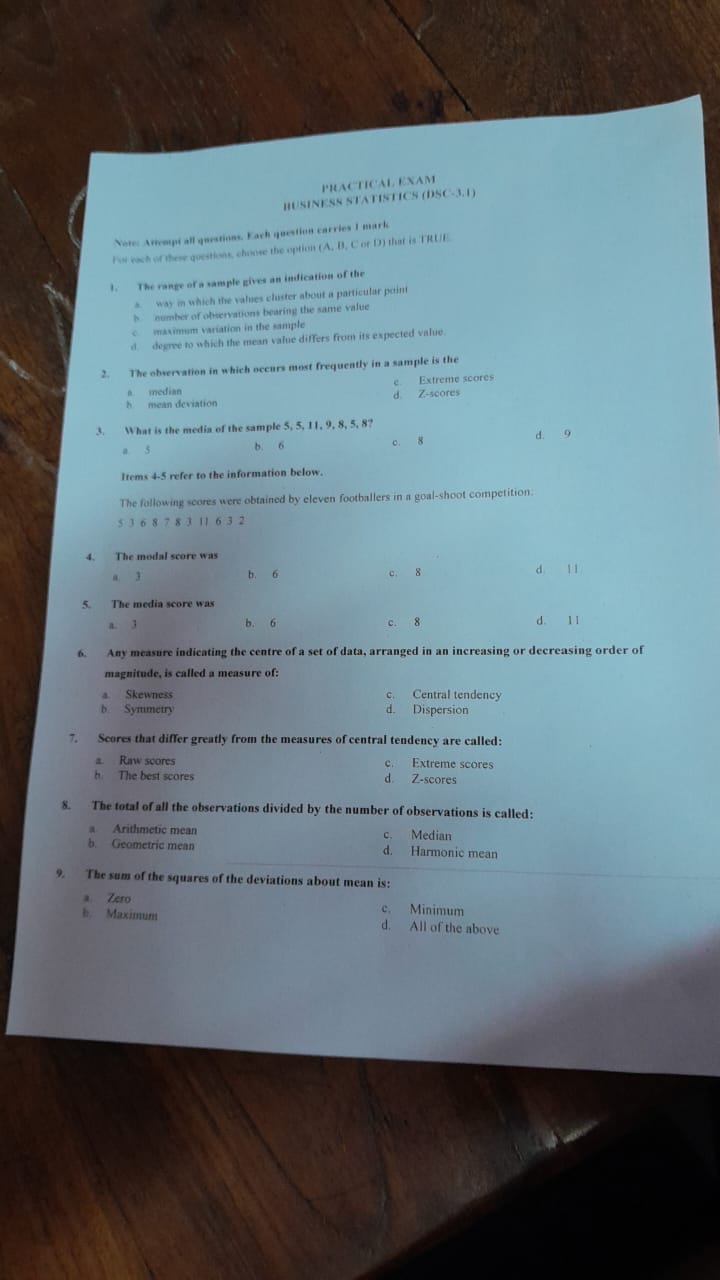 PRACTICAL EXAM
BUSINESS STATISTICS (DSC-3.1)
Note: Attempt all questions. Each question carries 1 mark
For each of these questions, choose the option (A, B, C or D) that is TRUE.
1. The range of a sample gives an indication of the
a. way in which the values cluster about a particular point
b. number of observations bearing the same value
c. maximum variation in the sample
d. degree to which the mean value differs from its expected value.
2. The observation in which occurs most frequently in a sample is the
a. median c. Extreme scores
b. mean deviation d. Z-scores
3. What is the media of the sample 5, 5, 11, 9, 8, 5, 8?
a. 5 b. 6 c. 8 d. 9
Items 4-5 refer to the information below.
The following scores were obtained by eleven footballers in a goal-shoot competition.
5 3 6 8 7 8 3 11 6 3 2
4. The modal score was
a. 3 b. 6 c. 8 d. 11
5. The media score was
a. 3 b. 6 c. 8 d. 11
6. Any measure indicating the centre of a set of data, arranged in an increasing or decreasing order of
magnitude, is called a measure of:
a. Skewness c. Central tendency
b. Symmetry d. Dispersion
7. Scores that differ greatly from the measures of central tendency are called:
a. Raw scores c. Extreme scores
b. The best scores d. Z-scores
8. The total of all the observations divided by the number of observations is called:
a. Arithmetic mean c. Median
b. Geometric mean d. Harmonic mean
9. The sum of the squares of the deviations about mean is:
a. Zero c. Minimum
b. Maximum d. All of the above